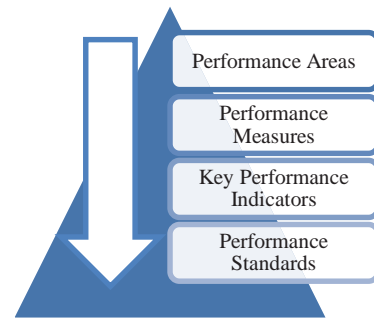 Performance Areas
Performance
Measures
Key Performance
Indicators
Performance
Standards